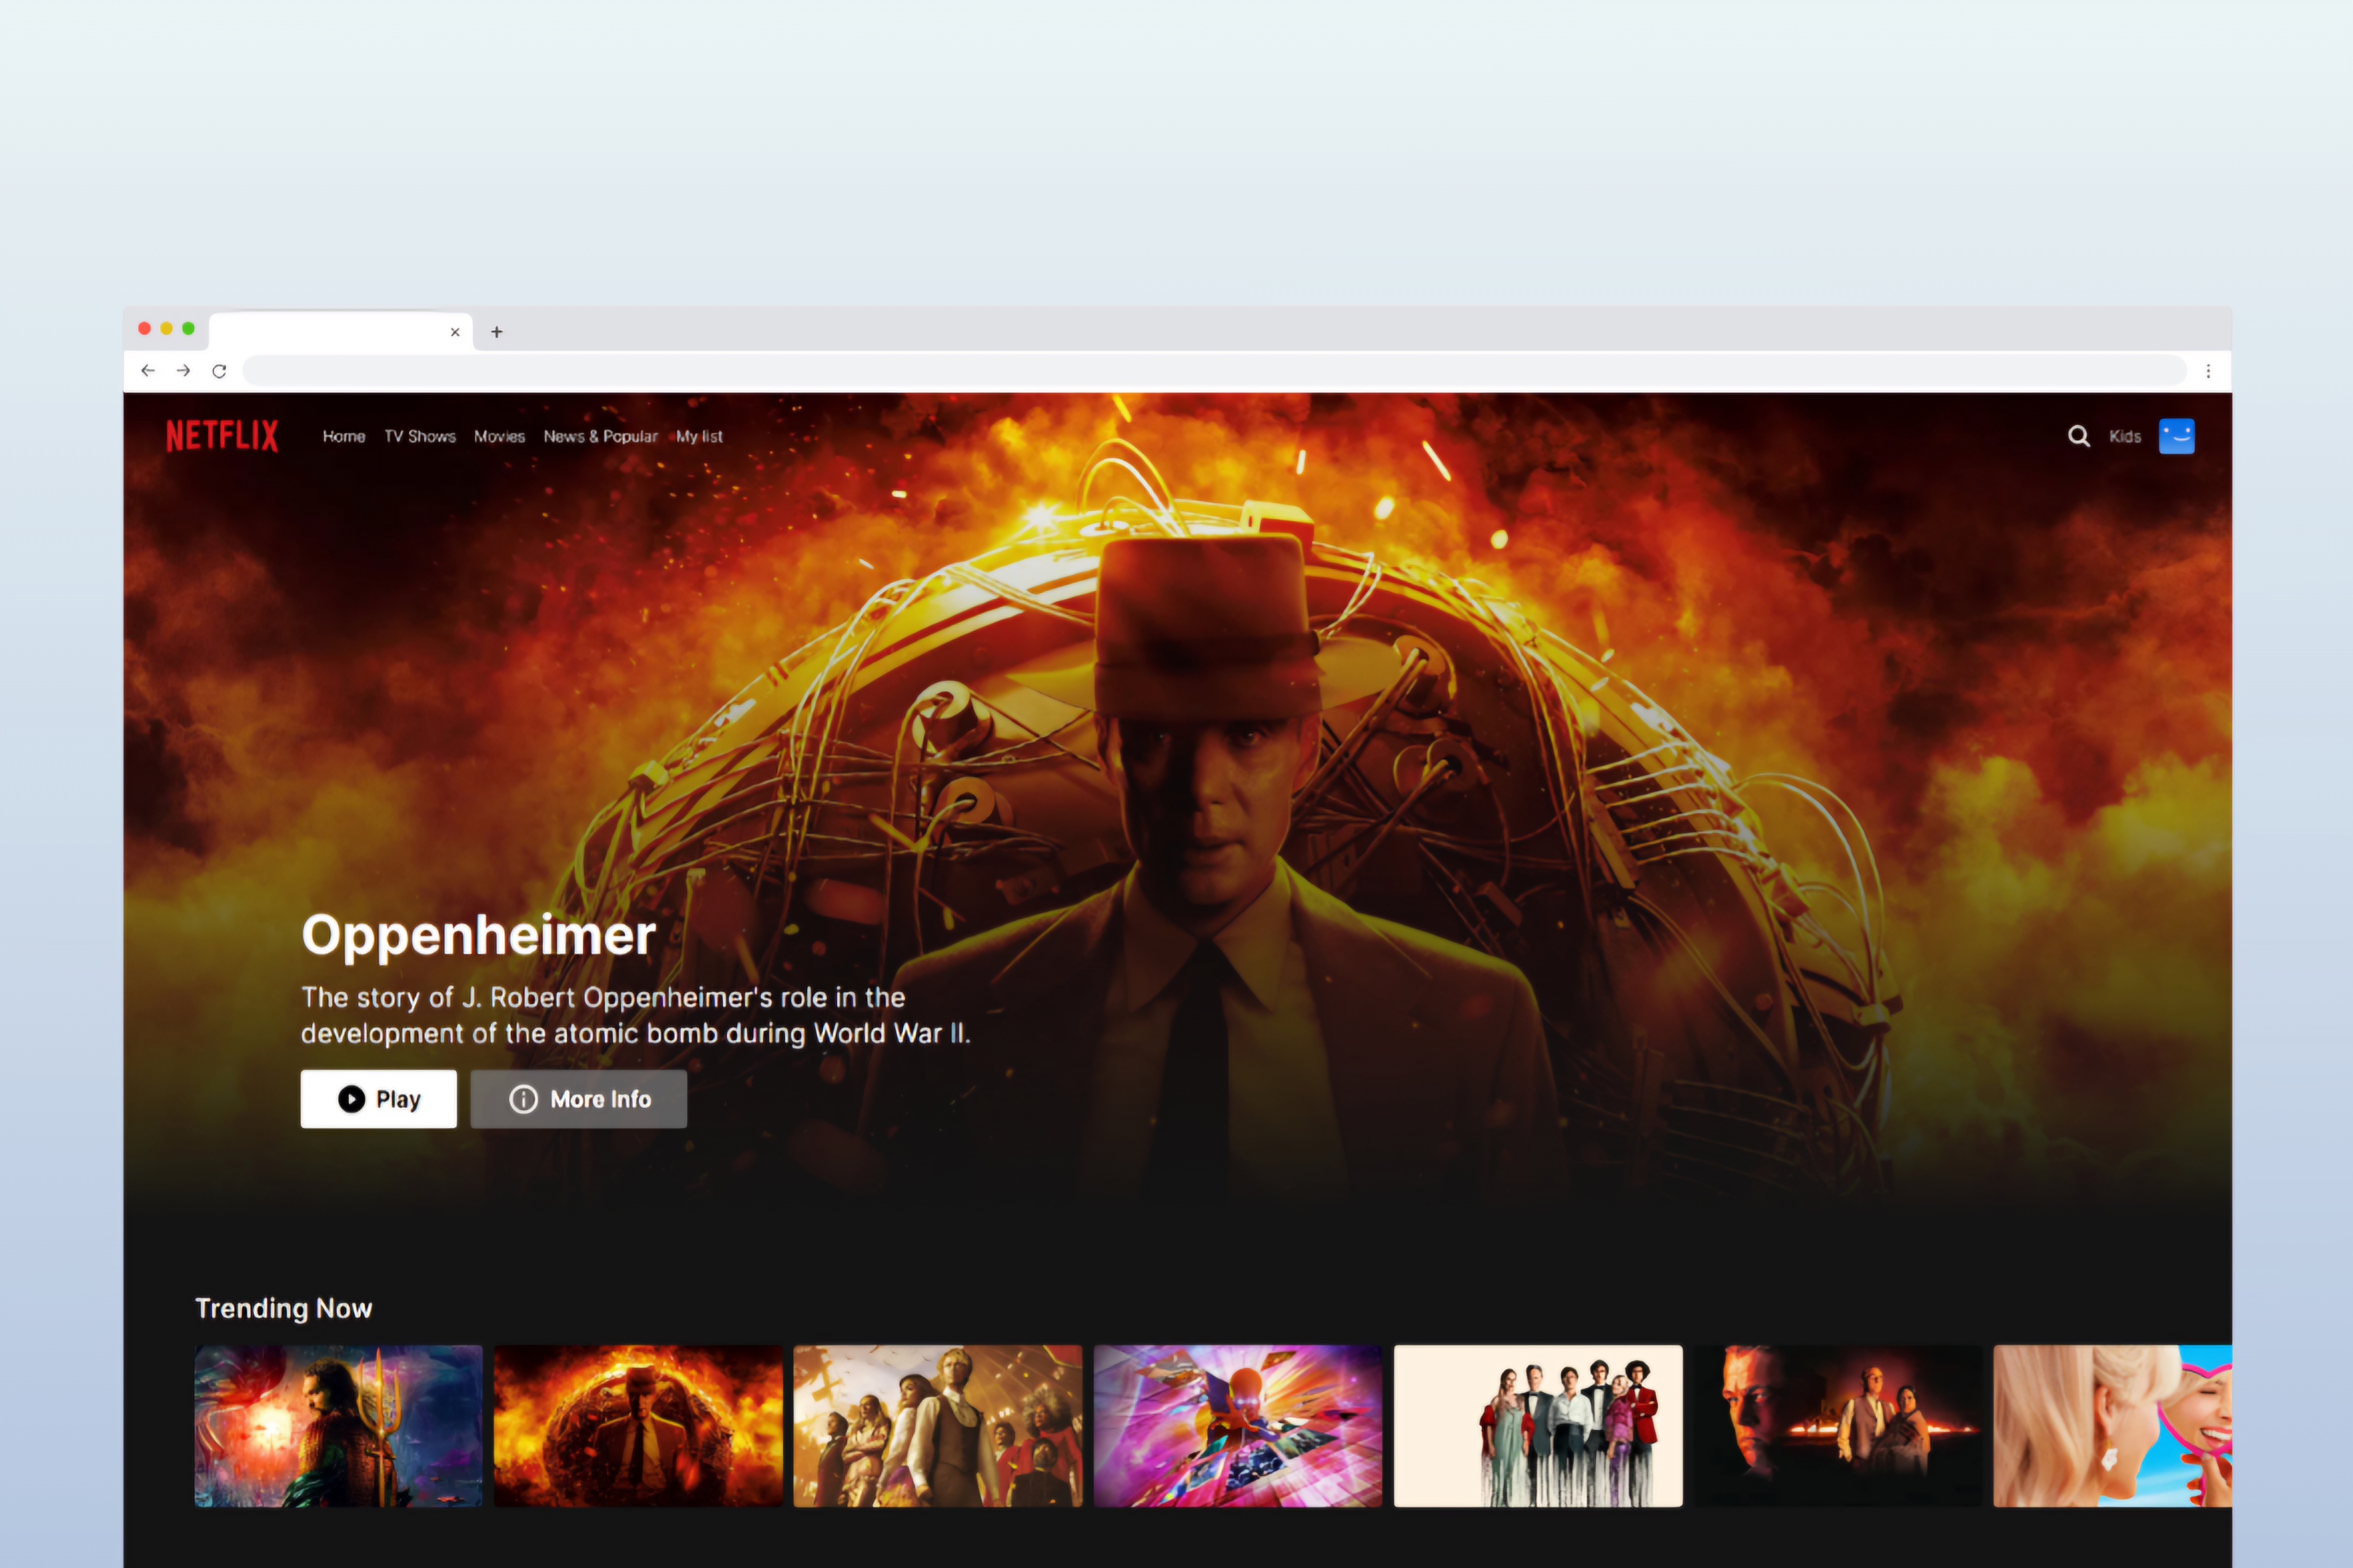 NETFLIX Home TV Shows Movies News & Popular My list Kids
Oppenheimer
The story of J. Robert Oppenheimer's role in the
development of the atomic bomb during World War II.
Play More Info
Trending Now